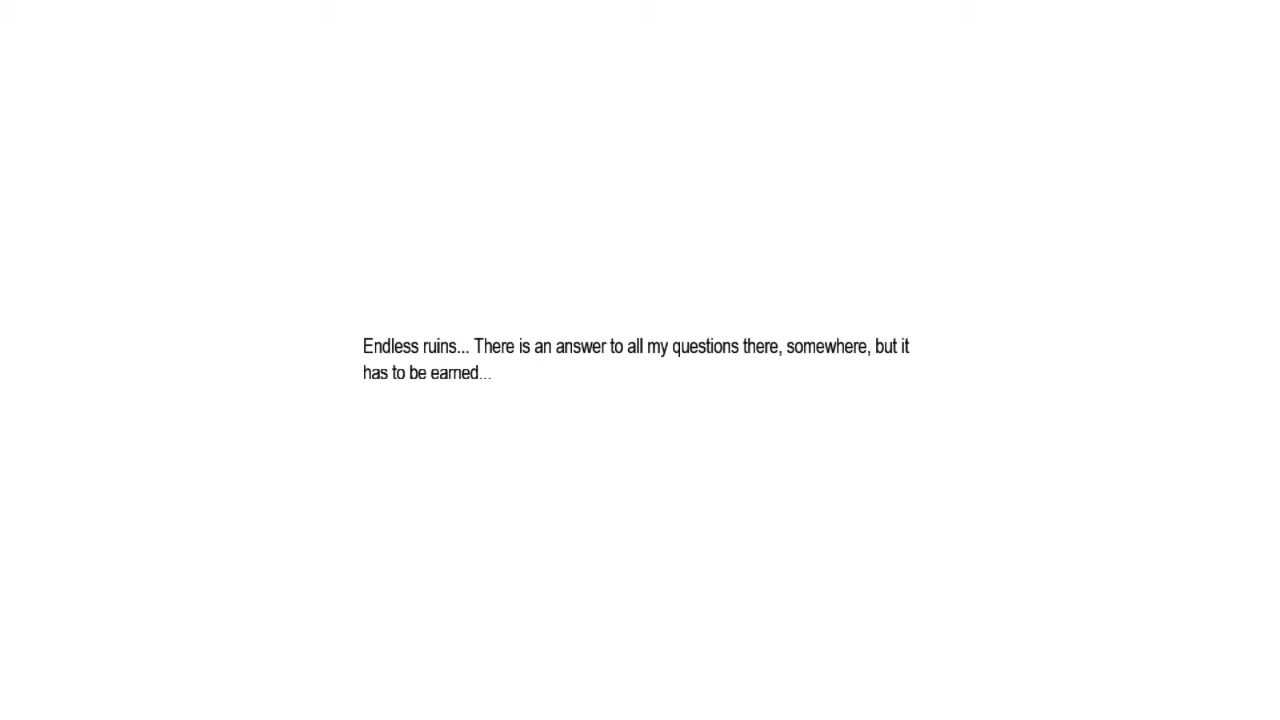 Endless ruins... There is an answer to all my questions there, somewhere, but it
has to be earned...